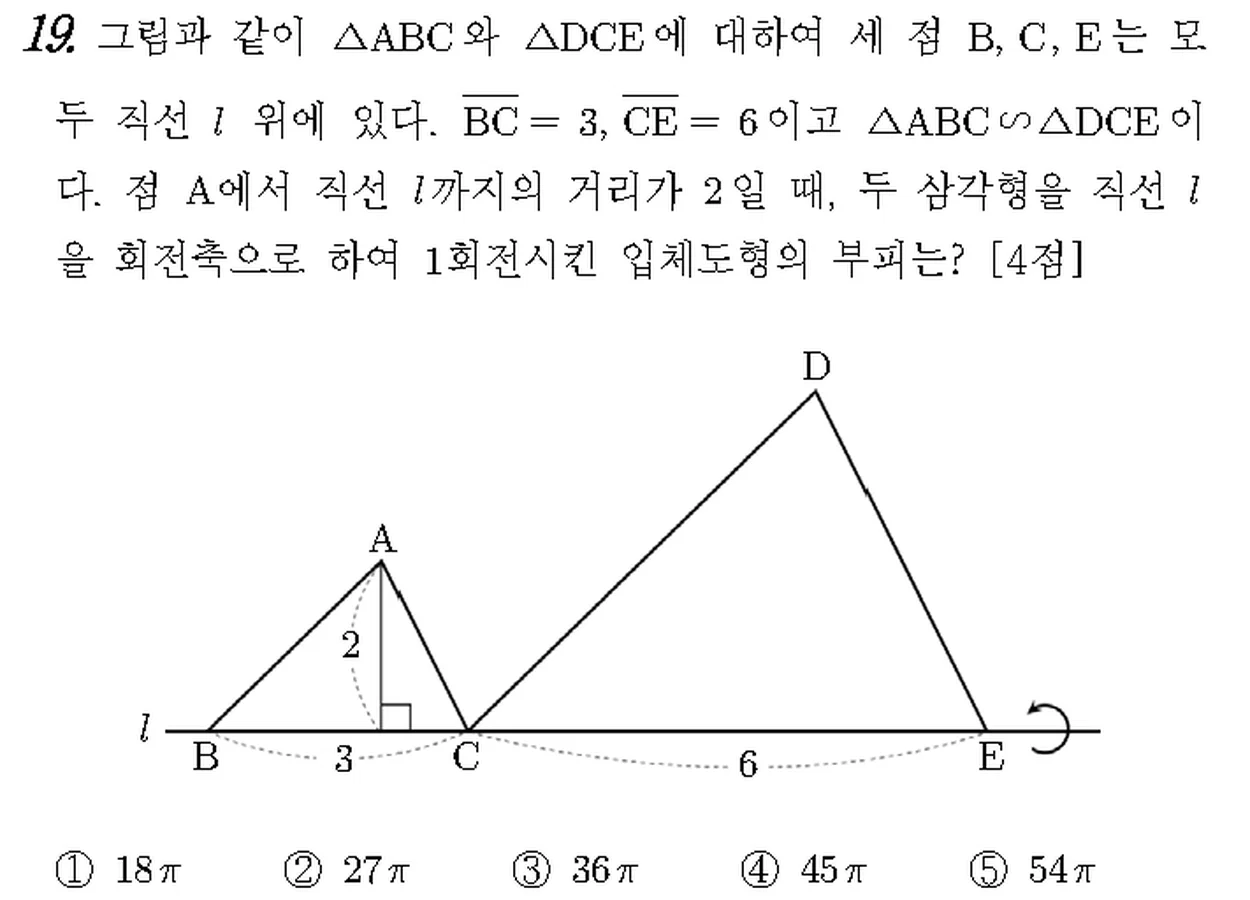 19. 그림과 같이 △ABC와 △DCE에 대하여 세 점 B, C, E는 모
두 직선 l 위에 있다. B̅C̅ = 3, C̅E̅ = 6이고 △ABC∽△DCE이
다. 점 A에서 직선 l까지의 거리가 2일 때, 두 삼각형을 직선 l
을 회전축으로 하여 1회전시킨 입체도형의 부피는? [4점]
D
A
2
l
B 3 C 6 E
① 18π ② 27π ③ 36π ④ 45π ⑤ 54π